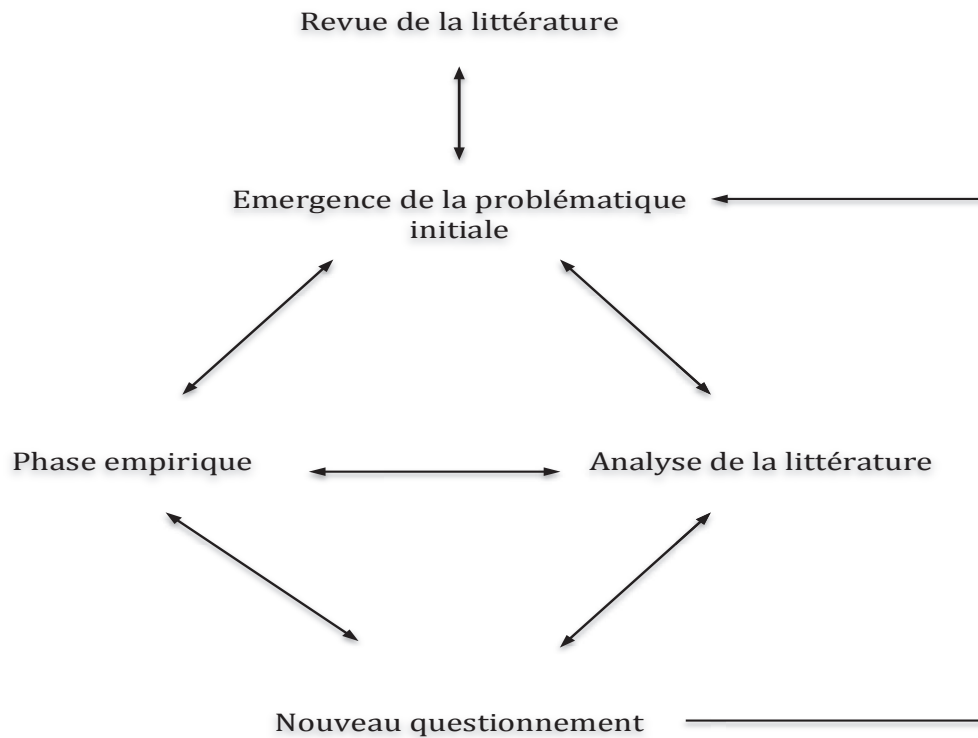 Revue de la littérature
Emergence de la problématique
initiale
Phase empirique
Analyse de la littérature
Nouveau questionnement